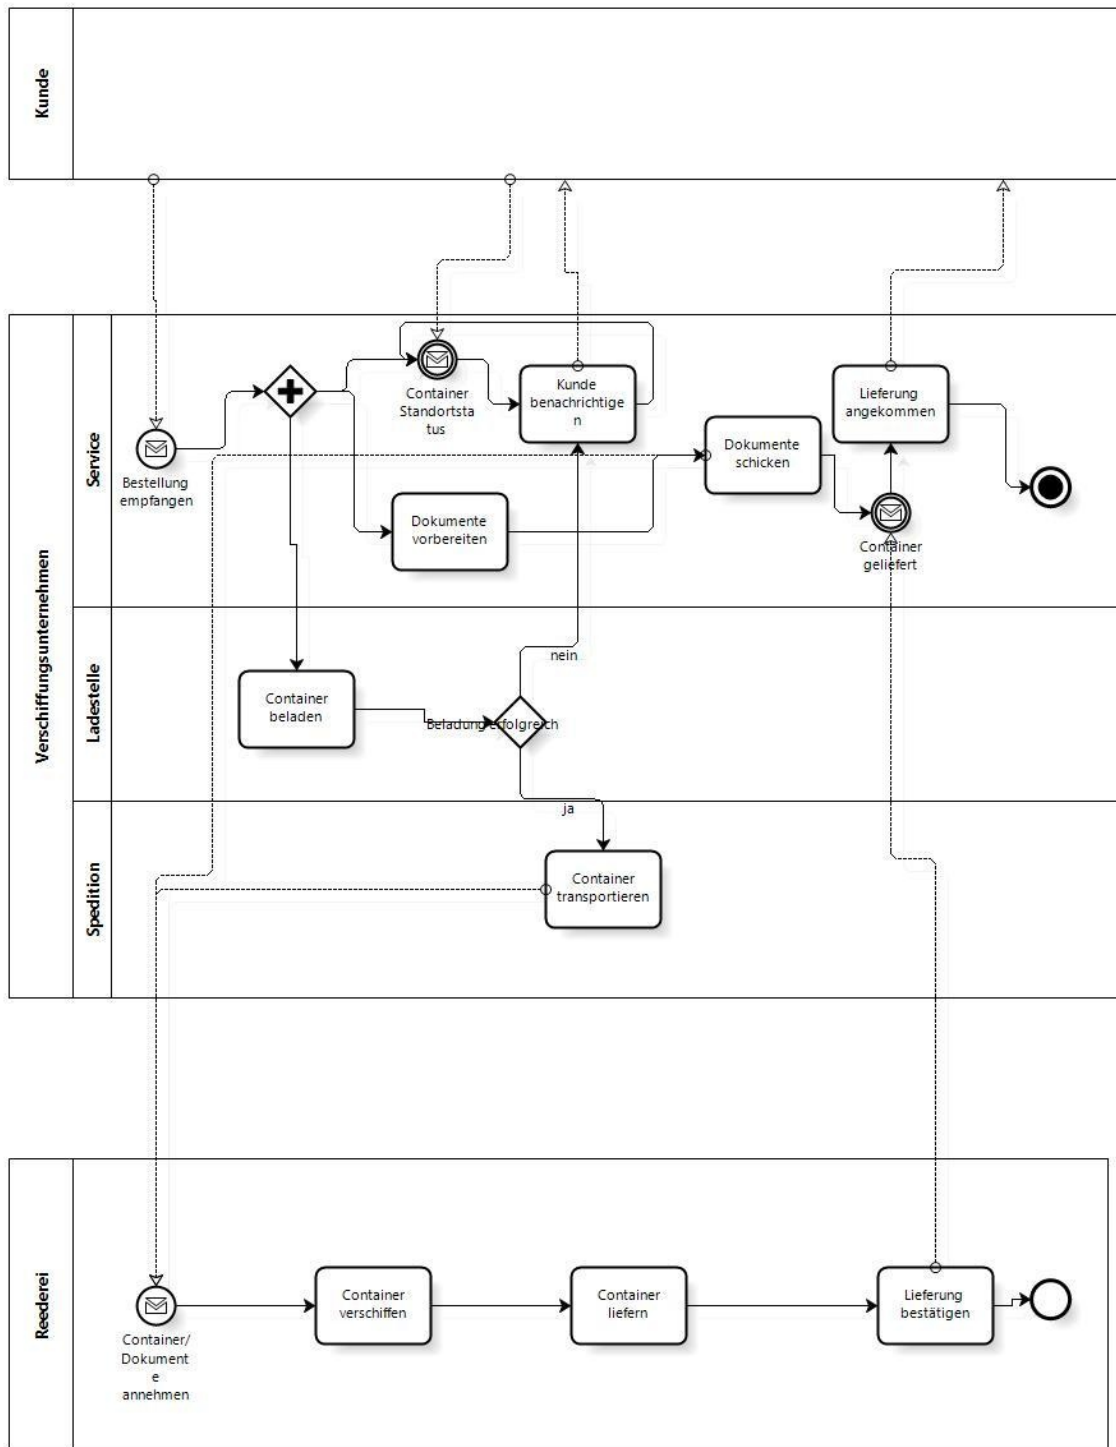 Kunde
Verschiffungsunternehmen
Service
Bestellung
empfangen
Container
Standortsta
tus
Kunde
benachrichtige
n
Dokumente
vorbereiten
Dokumente
schicken
Lieferung
angekommen
Container
geliefert
Ladestelle
Container
beladen
Beladung erfolgreich
nein
ja
Spedition
Container
transportieren
Reederei
Container/
Dokument
e
annehmen
Container
verschiffen
Container
liefern
Lieferung
bestätigen